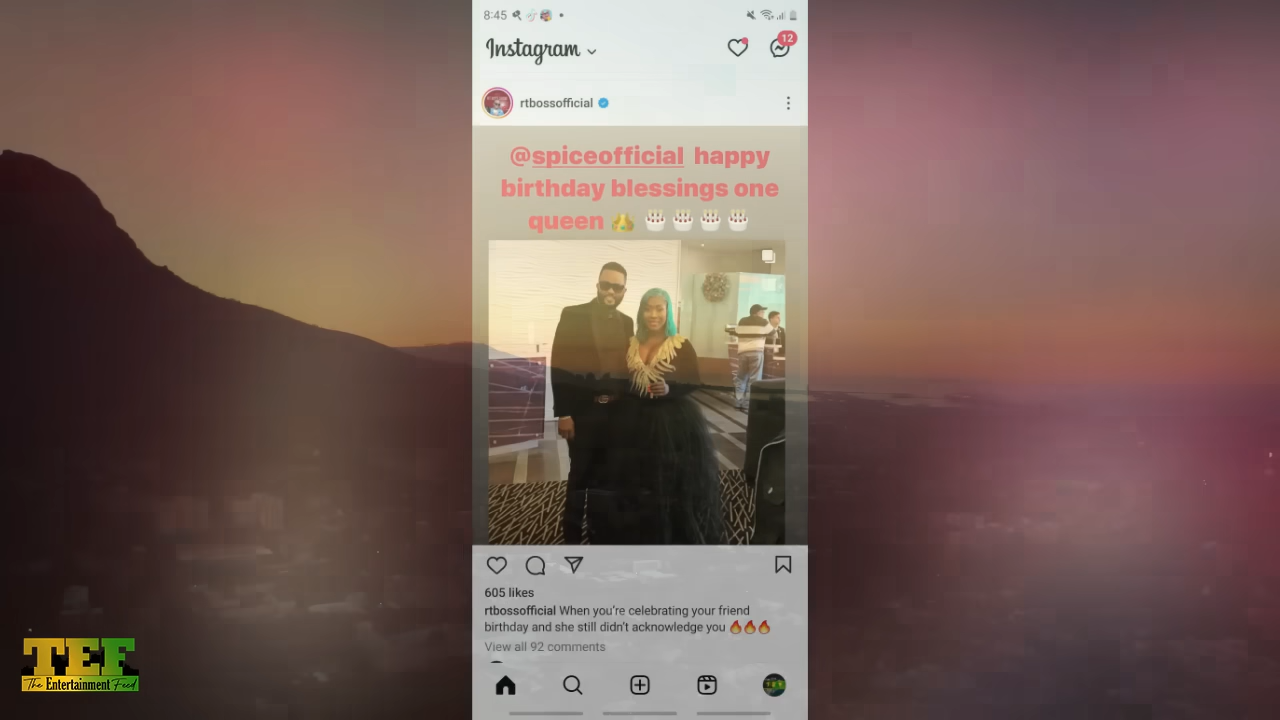 8:45
Instagram
12
rtbossofficial
@spiceofficial happy
birthday blessings one
queen
605 likes
rtbossofficial When you're celebrating your friend
birthday and she still didn't acknowledge you 🔥🔥🔥
View all 92 comments
TEF
The Entertainment Feed